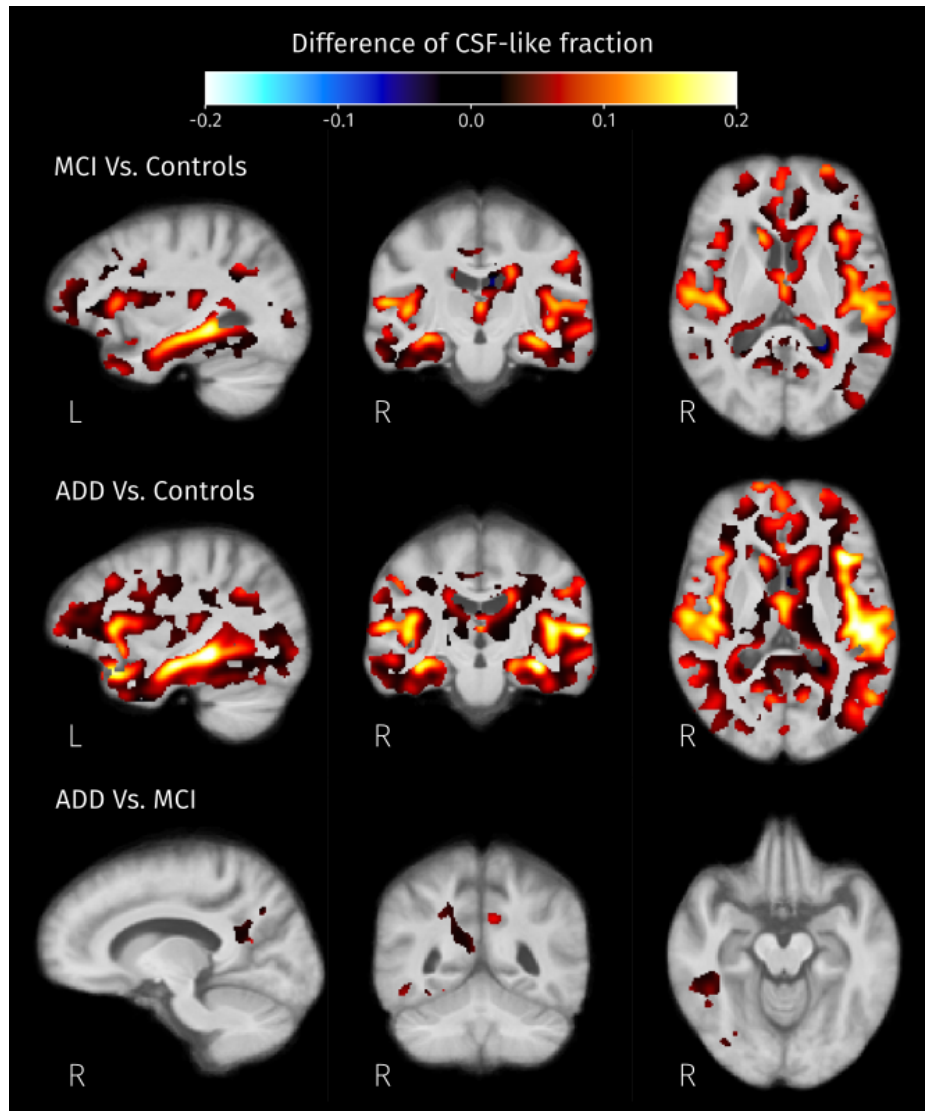 Difference of CSF-like fraction
-0.2 -0.1 0.0 0.1 0.2
MCI Vs. Controls
L R R
ADD Vs. Controls
L R R
ADD Vs. MCI
R R R